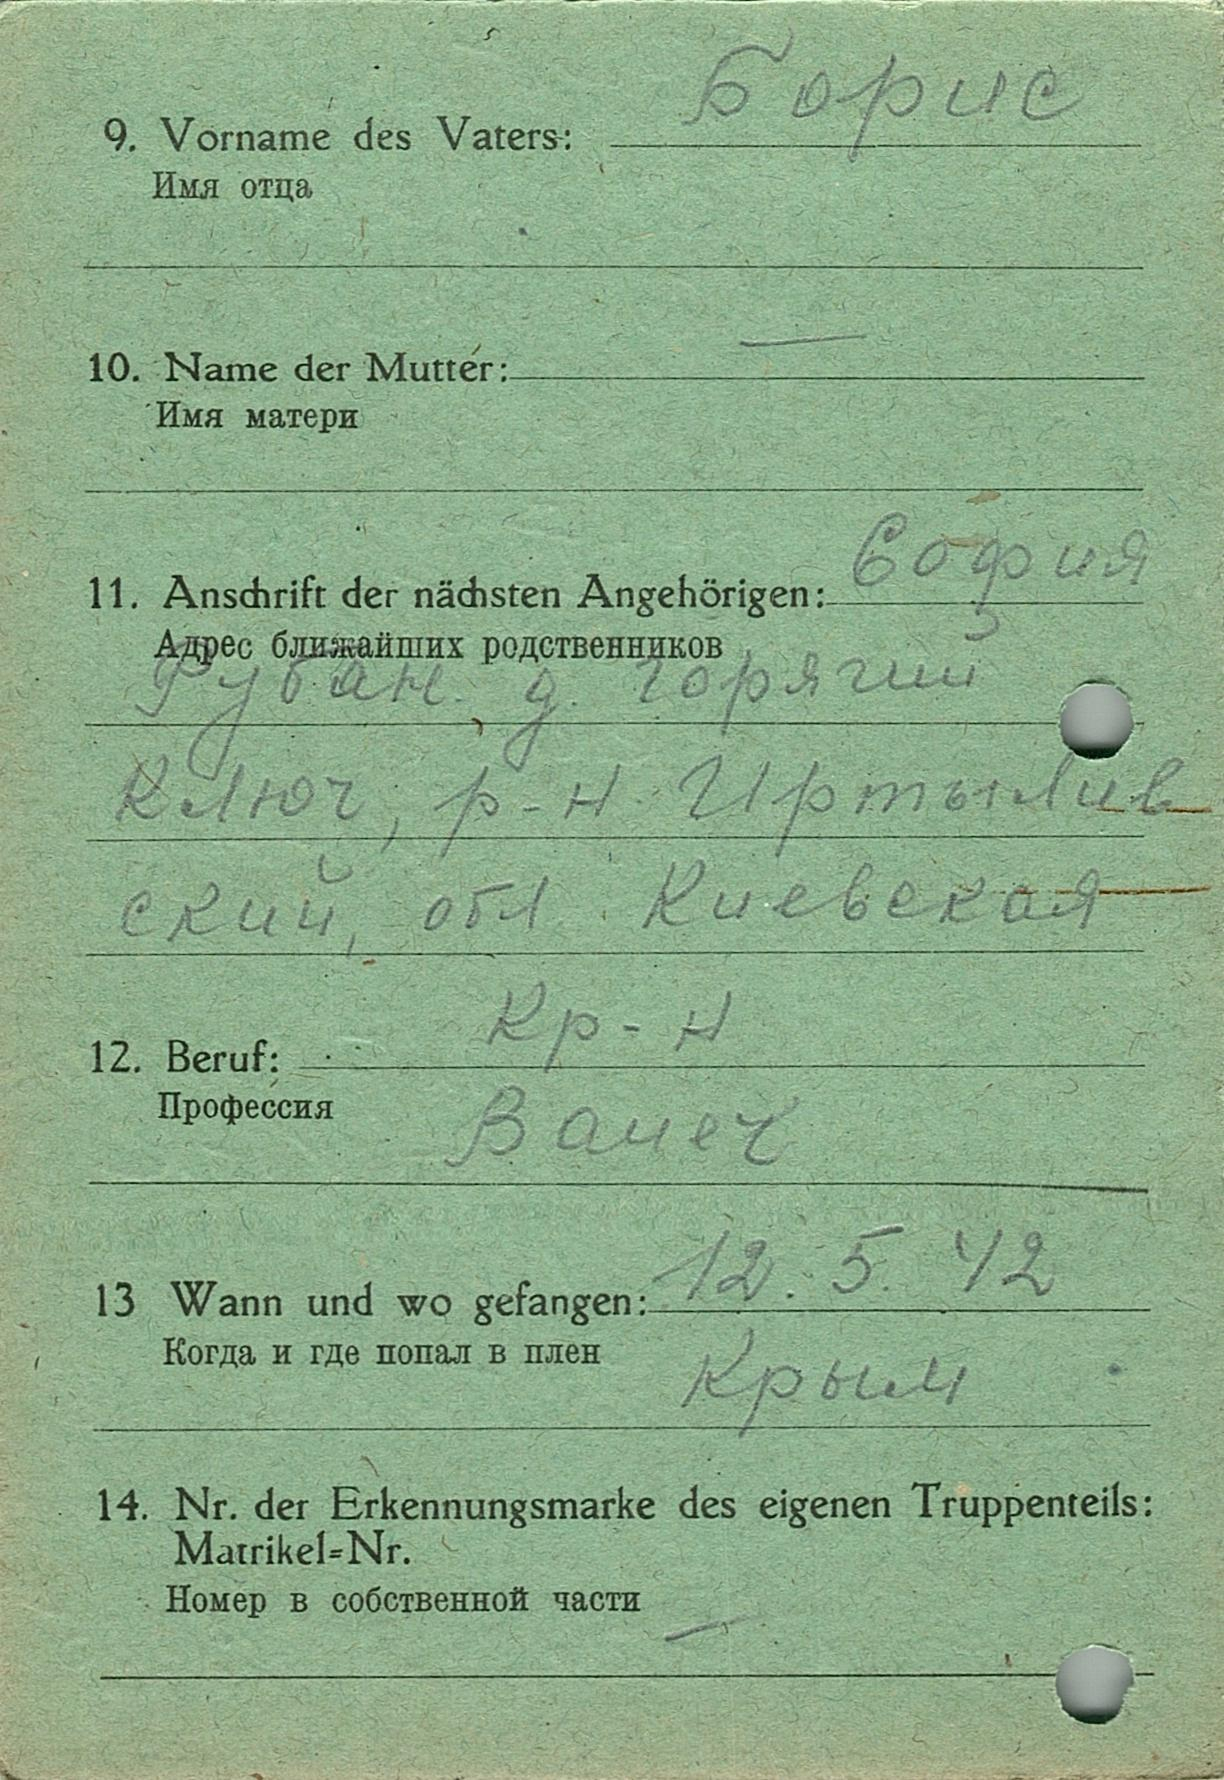 Борис
9. Vorname des Vaters:
Имя отца
10. Name der Mutter: —
Имя матери
София
11. Anschrift der nächsten Angehörigen:
Адрес ближайших родственников
Рубан. д. Горячий
Ключ, р-н Иртылив
ский, обл Киевская
Кр-н
12. Beruf:
Профессия
13 Wann und wo gefangen: 12. 5. 42
Когда и где попал в плен
Крым
14. Nr. der Erkennungsmarke des eigenen Truppenteils:
Matrikel=Nr.
Номер в собственной части
—